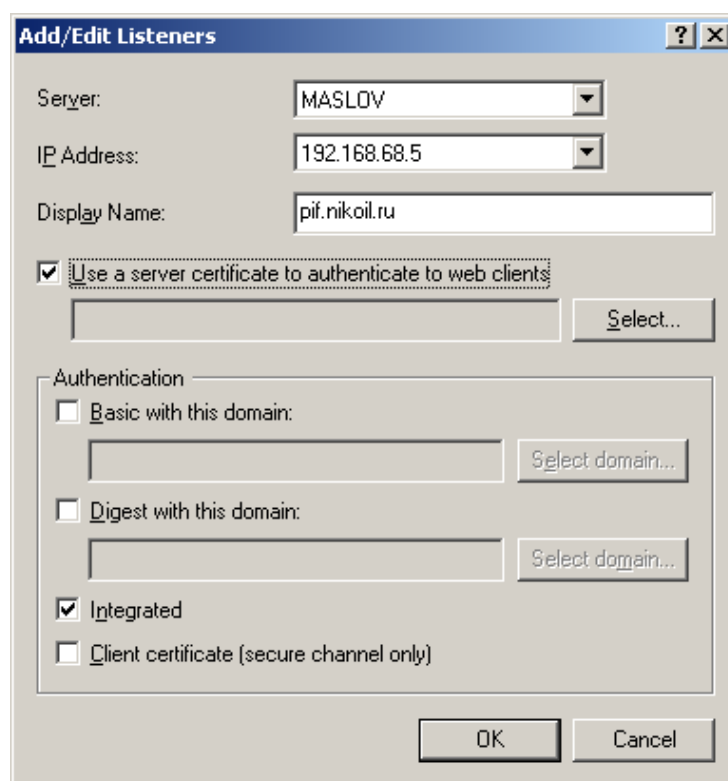 Add/Edit Listeners
Server: MASLOV
IP Address: 192.168.68.5
Display Name: pif.nikoil.ru
Use a server certificate to authenticate to web clients
Select...
Authentication
Basic with this domain:
Select domain...
Digest with this domain:
Select domain...
Integrated
Client certificate (secure channel only)
OK Cancel